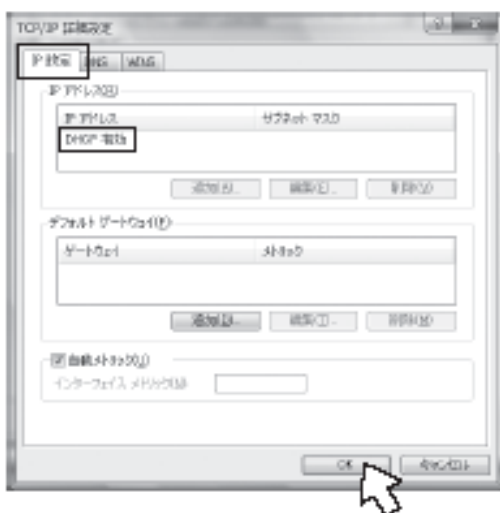 TCP/IP 詳細設定
IP 設定 DNS WINS
IP アドレス(R)
IP アドレス サブネット マスク
DHCP 有効
追加(A)... 編集(E)... 削除(V)
デフォルト ゲートウェイ(F)
ゲートウェイ メトリック
追加(D)... 編集(T)... 削除(M)
自動メトリック(U)
インターフェイス メトリック(N):
OK キャンセル